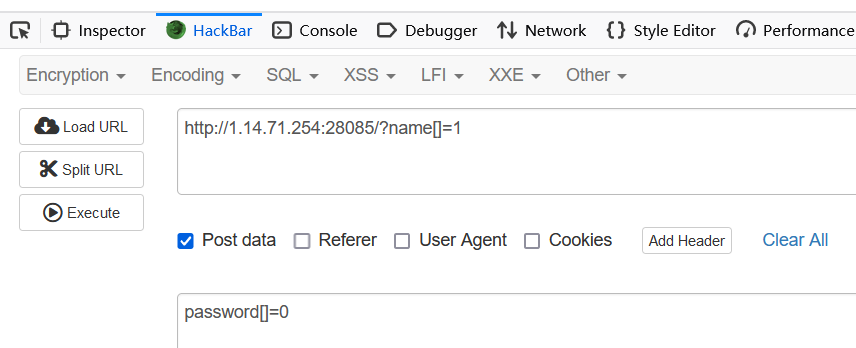 Inspector HackBar Console Debugger Network Style Editor Performance
Encryption Encoding SQL XSS LFI XXE Other
Load URL
http://1.14.71.254:28085/?name[]=1
Split URL
Execute
Post data Referer User Agent Cookies Add Header Clear All
password[]=0